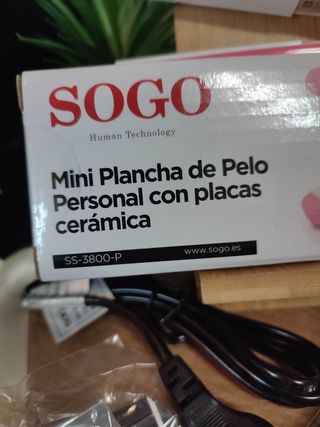 SOGO
Human Technology
Mini Plancha de Pelo
Personal con placas
cerámica
SS-3800-P
www.sogo.es